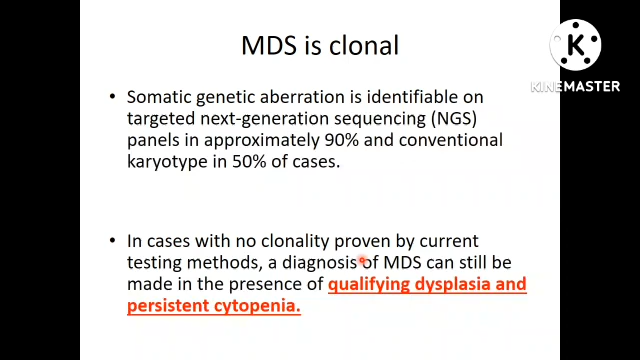 MDS is clonal
K
KINEMASTER
• Somatic genetic aberration is identifiable on
targeted next-generation sequencing (NGS)
panels in approximately 90% and conventional
karyotype in 50% of cases.
• In cases with no clonality proven by current
testing methods, a diagnosis of MDS can still be
made in the presence of qualifying dysplasia and
persistent cytopenia.